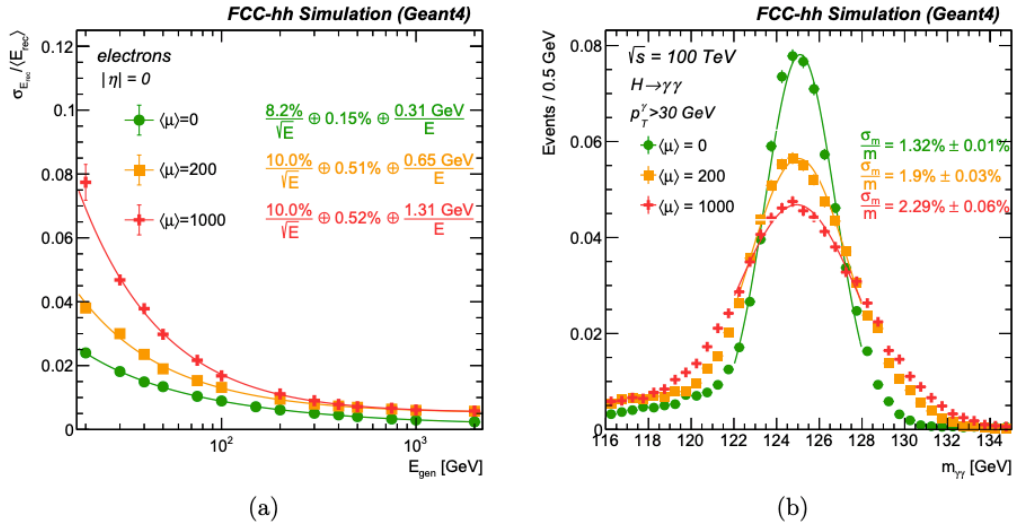 FCC-hh Simulation (Geant4)
σ_{E_rec}/⟨E_rec⟩
0.12
0.1
0.08
0.06
0.04
0.02
0
electrons
|η| = 0
⟨μ⟩=0 8.2%/√E ⊕ 0.15% ⊕ 0.31 GeV/E
⟨μ⟩=200 10.0%/√E ⊕ 0.51% ⊕ 0.65 GeV/E
⟨μ⟩=1000 10.0%/√E ⊕ 0.52% ⊕ 1.31 GeV/E
10² 10³
E_gen [GeV]
(a)
FCC-hh Simulation (Geant4)
Events / 0.5 GeV
0.08
0.06
0.04
0.02
0
√s = 100 TeV
H→γγ
p_T^γ>30 GeV
⟨μ⟩ = 0 σ_m/m = 1.32% ± 0.01%
⟨μ⟩ = 200 σ_m/m = 1.9% ± 0.03%
⟨μ⟩ = 1000 σ_m/m = 2.29% ± 0.06%
116 118 120 122 124 126 128 130 132 134
m_γγ [GeV]
(b)